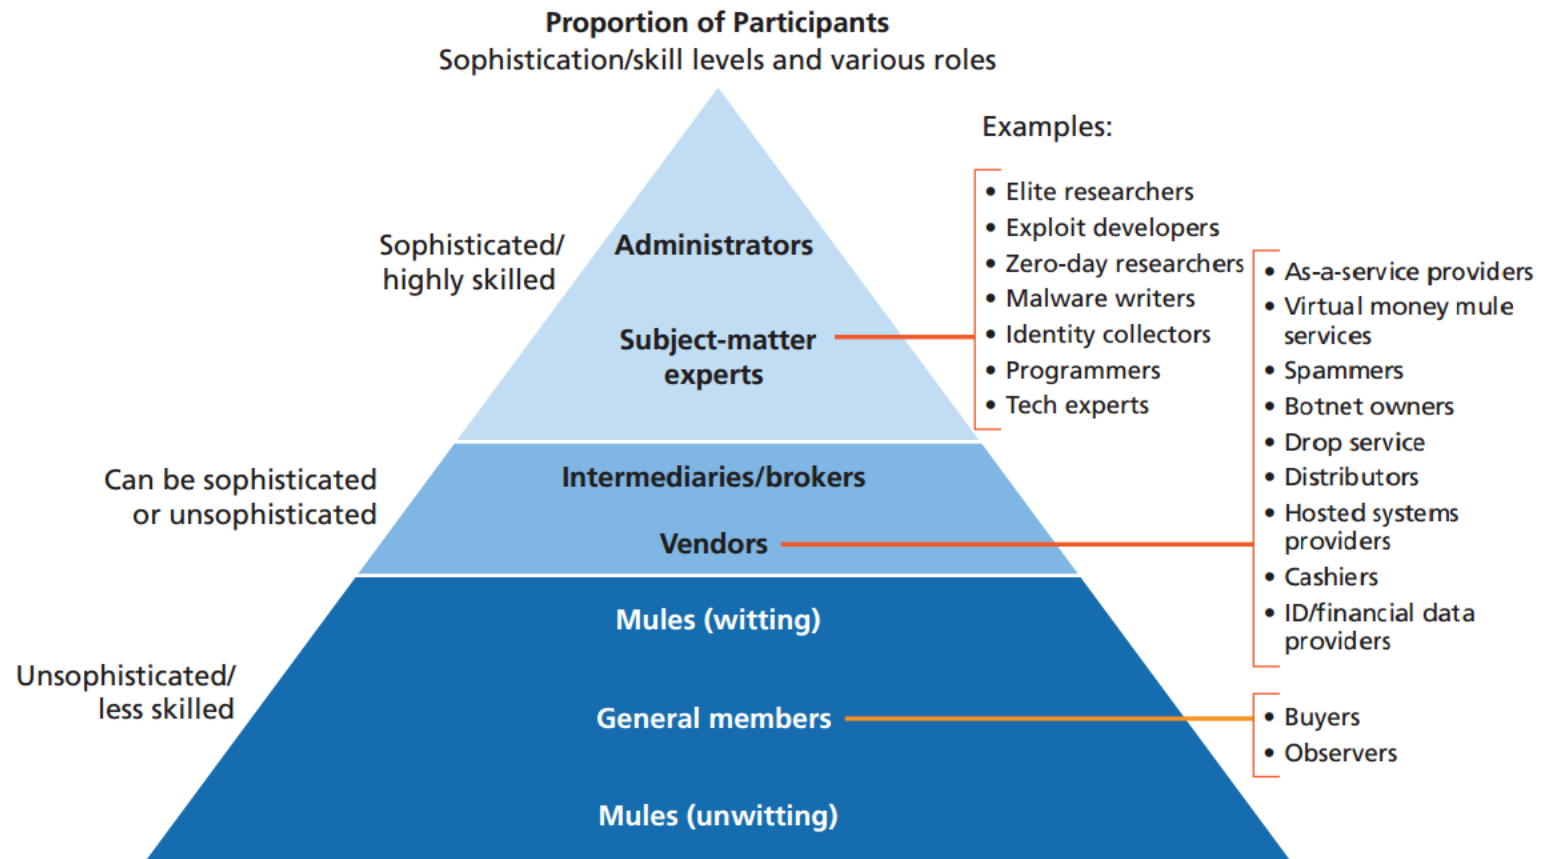 Proportion of Participants
Sophistication/skill levels and various roles
Examples:
Sophisticated/
highly skilled
Administrators
Subject-matter
experts
• Elite researchers
• Exploit developers
• Zero-day researchers
• Malware writers
• Identity collectors
• Programmers
• Tech experts
Can be sophisticated
or unsophisticated
Intermediaries/brokers
Vendors
• As-a-service providers
• Virtual money mule
services
• Spammers
• Botnet owners
• Drop service
• Distributors
• Hosted systems
providers
• Cashiers
• ID/financial data
providers
Unsophisticated/
less skilled
Mules (witting)
General members
• Buyers
• Observers
Mules (unwitting)